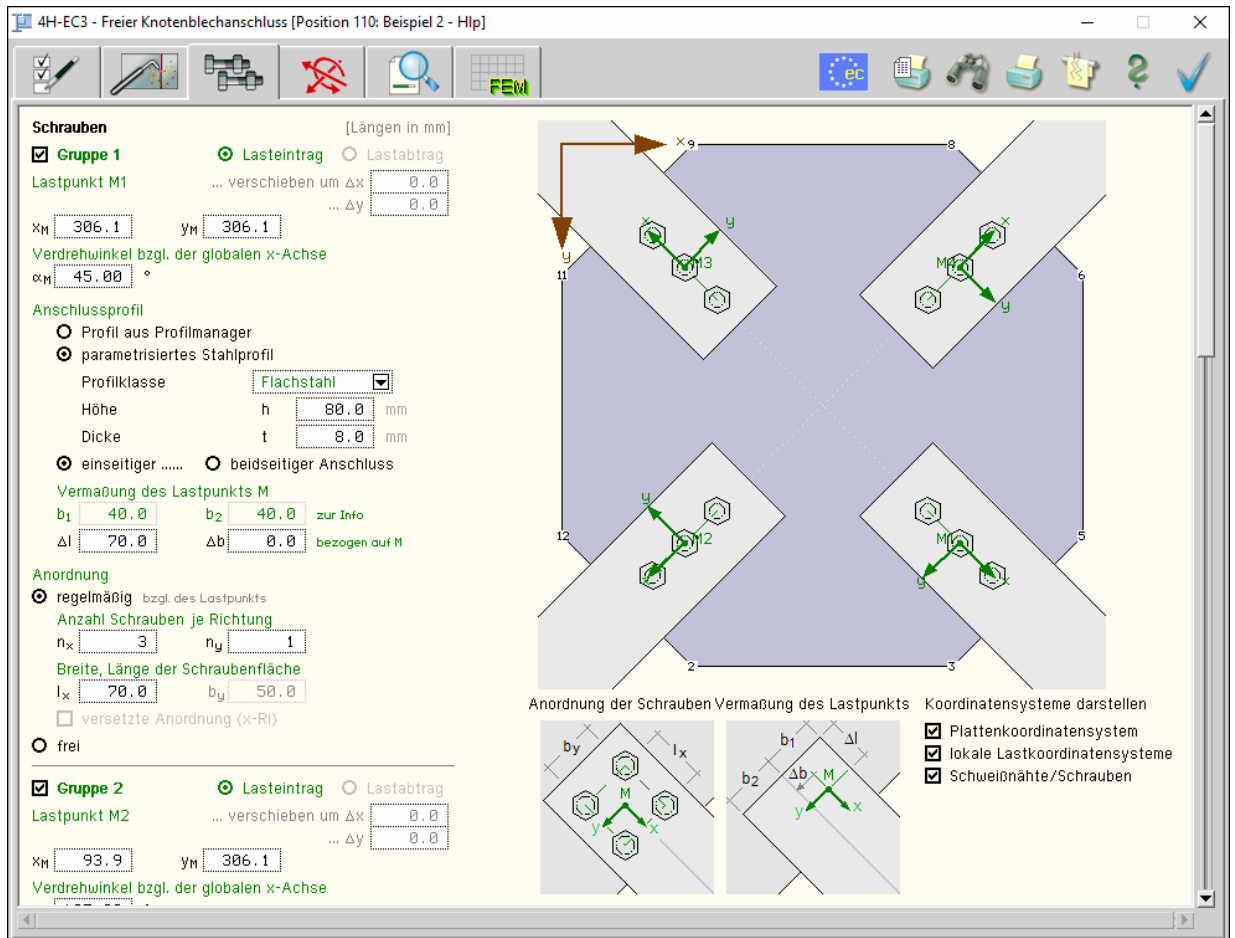 4H-EC3 - Freier Knotenblechanschluss [Position 110: Beispiel 2 - Hlp]
FEM
ec
Schrauben [Längen in mm]
Gruppe 1 Lasteintrag Lastabtrag
Lastpunkt M1 ... verschieben um Δx 0.0
... Δy 0.0
xM 306.1 yM 306.1
Verdrehwinkel bzgl. der globalen x-Achse
αM 45.00 °
Anschlussprofil
Profil aus Profilmanager
parametrisiertes Stahlprofil
Profilklasse Flachstahl
Höhe h 80.0 mm
Dicke t 8.0 mm
einseitiger ...... beidseitiger Anschluss
Vermaßung des Lastpunkts M
b1 40.0 b2 40.0 zur Info
Δl 70.0 Δb 0.0 bezogen auf M
Anordnung
regelmäßig bzgl. des Lastpunkts
Anzahl Schrauben je Richtung
nx 3 ny 1
Breite, Länge der Schraubenfläche
lx 70.0 by 50.0
versetzte Anordnung (x-Ri)
frei
Gruppe 2 Lasteintrag Lastabtrag
Lastpunkt M2 ... verschieben um Δx 0.0
... Δy 0.0
xM 93.9 yM 306.1
Verdrehwinkel bzgl. der globalen x-Achse
x 9 8
x y x
M3 M4
y 11 6
y
y
12 M2 M1 5
y x
2 3
Anordnung der Schrauben Vermaßung des Lastpunkts Koordinatensysteme darstellen
Plattenkoordinatensystem
lokale Lastkoordinatensysteme
Schweißnähte/Schrauben
by lx
M
y x
b1 Δl
b2 Δb M
y x